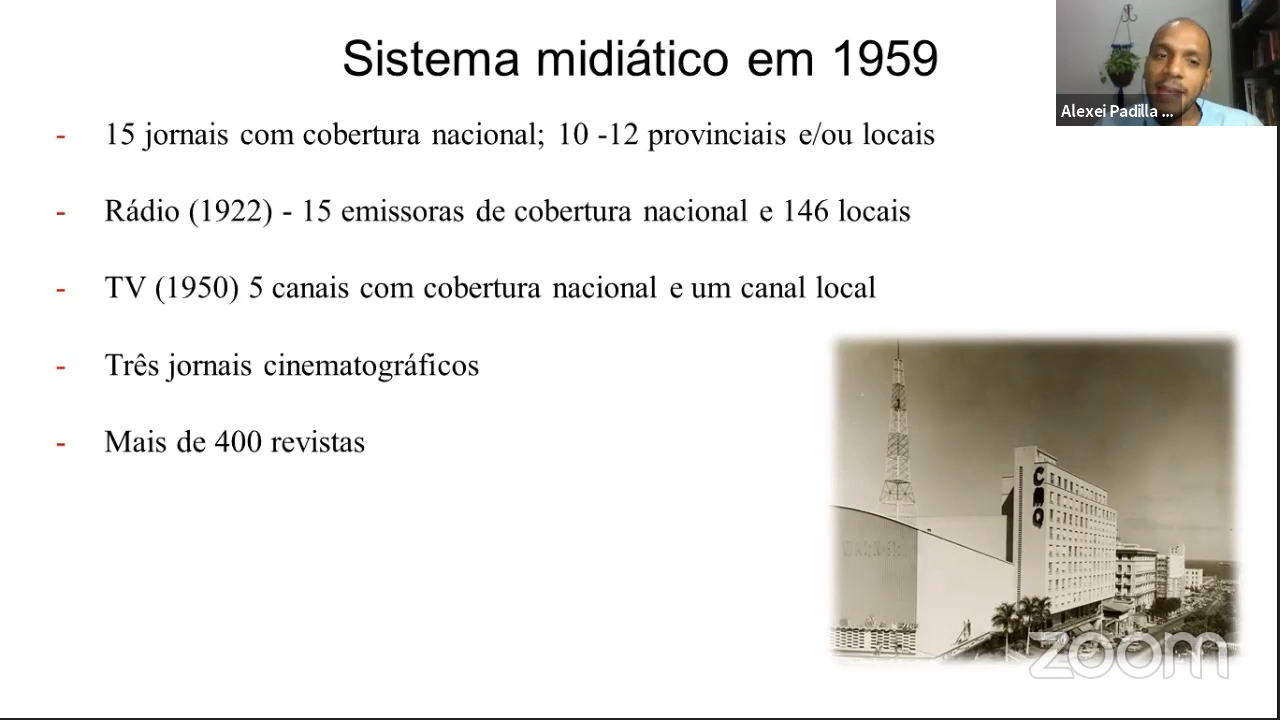 Sistema midiático em 1959
Alexei Padilla ...
- 15 jornais com cobertura nacional; 10 -12 provinciais e/ou locais
- Rádio (1922) - 15 emissoras de cobertura nacional e 146 locais
- TV (1950) 5 canais com cobertura nacional e um canal local
- Três jornais cinematográficos
- Mais de 400 revistas
CMQ
zoom